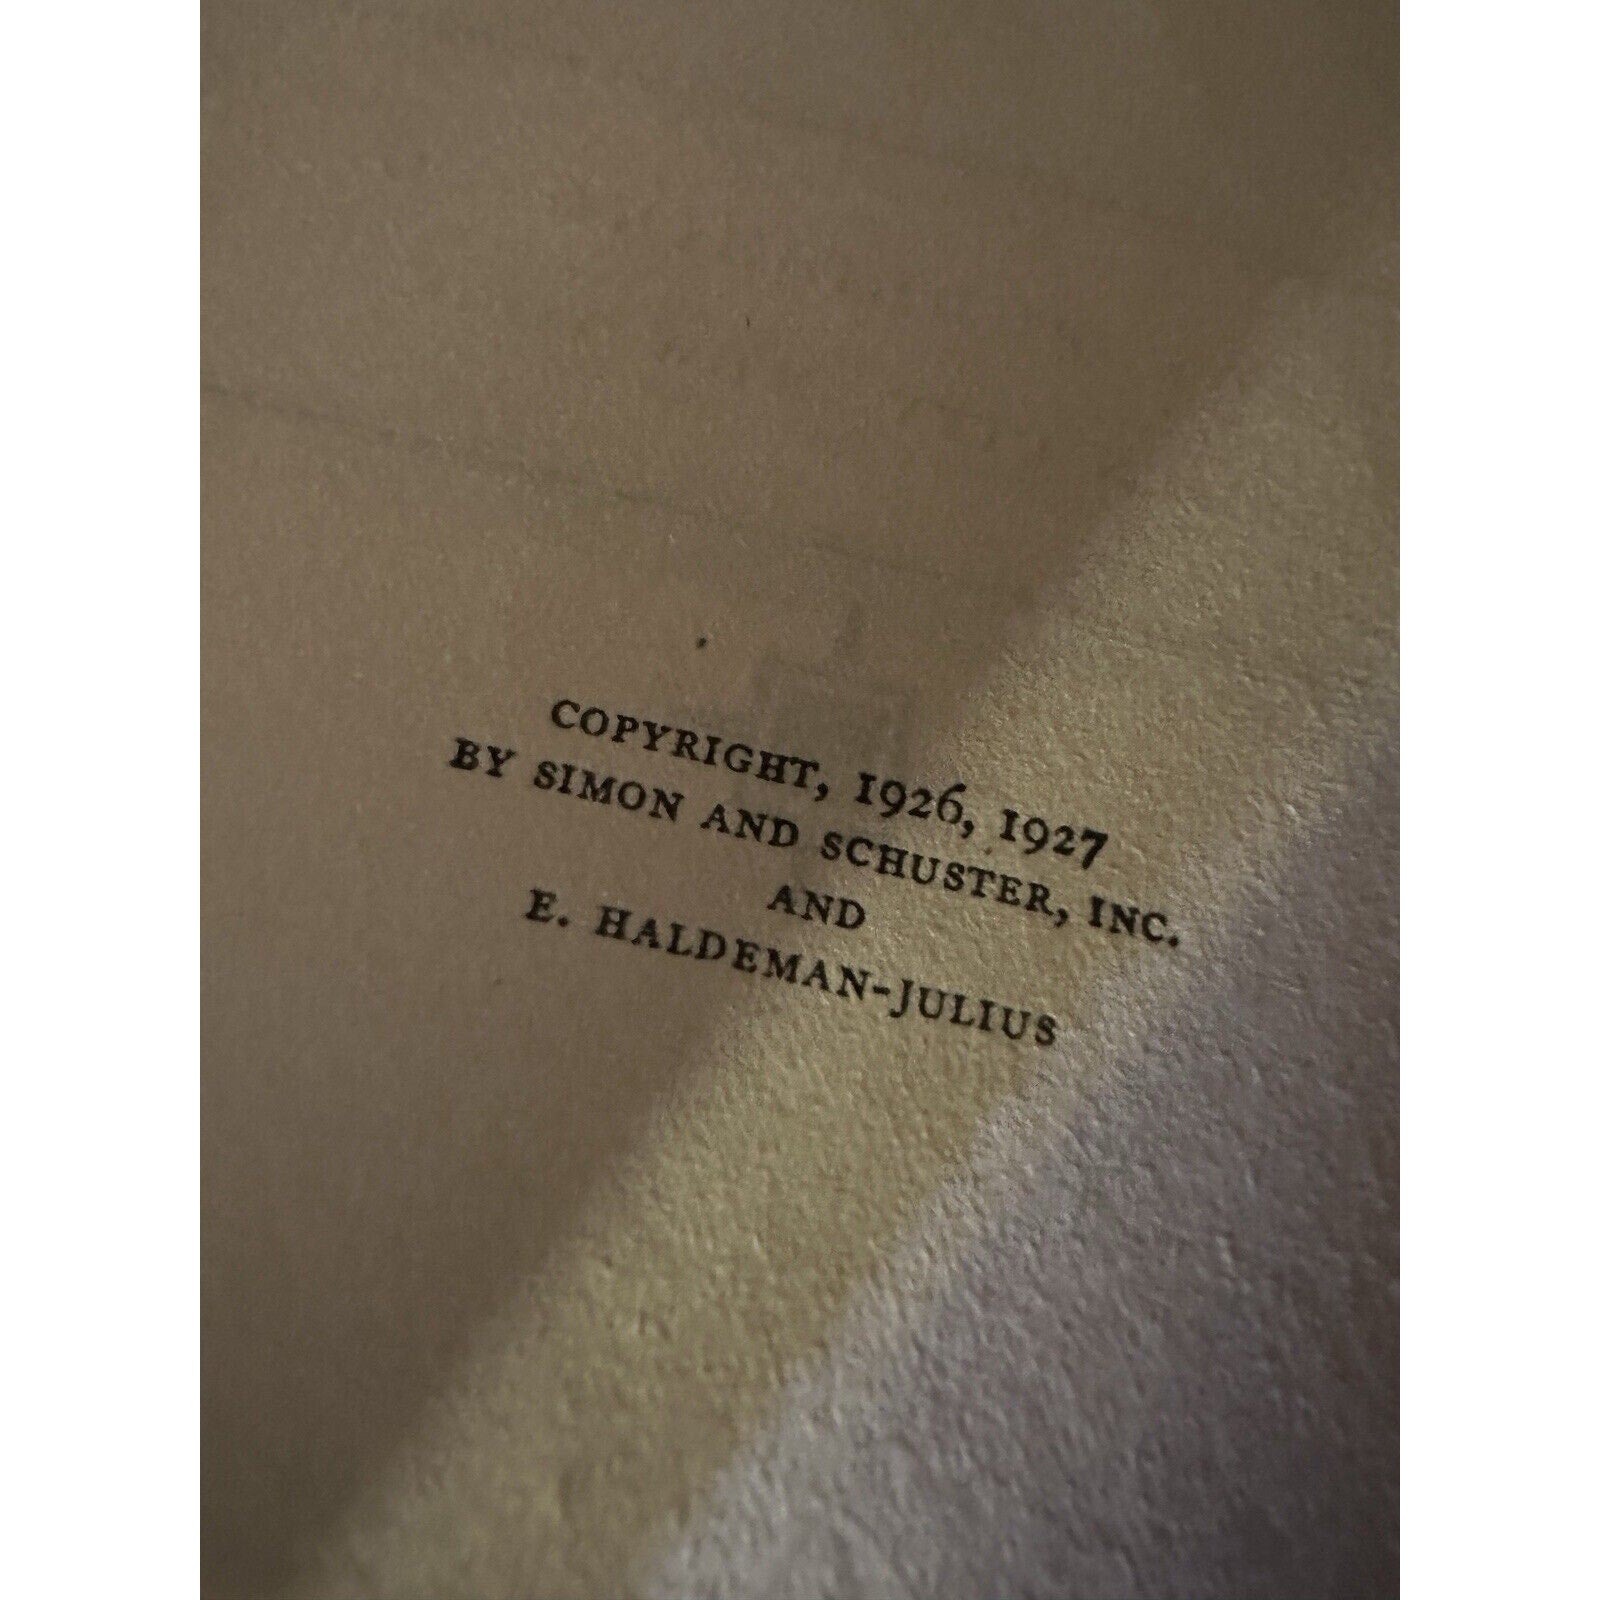 COPYRIGHT, 1926, 1927
BY SIMON AND SCHUSTER, INC.
AND
E. HALDEMAN-JULIUS